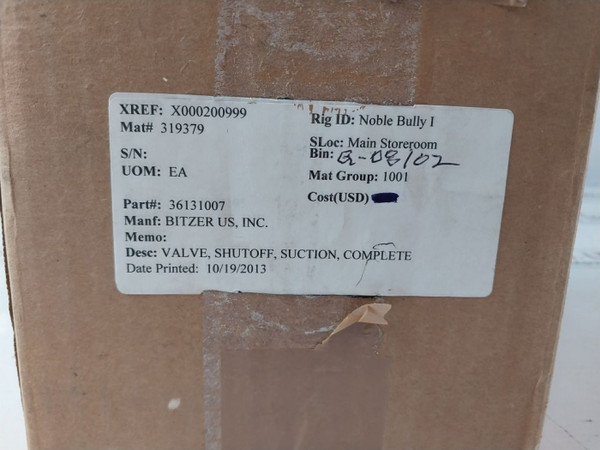 XREF: X000200999
Mat# 319379
S/N:
UOM: EA
Part#: 36131007
Manf: BITZER US, INC.
Memo:
Desc: VALVE, SHUTOFF, SUCTION, COMPLETE
Date Printed: 10/19/2013
Rig ID: Noble Bully I
SLoc: Main Storeroom
Bin: G-08/02
Mat Group: 1001
Cost(USD)